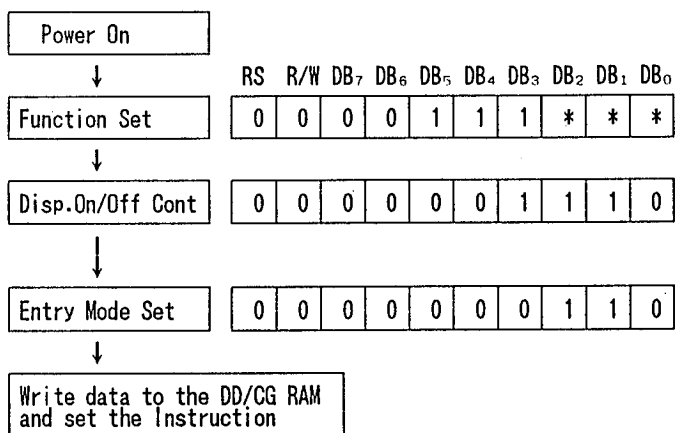 Power On
RS R/W DB₇ DB₆ DB₅ DB₄ DB₃ DB₂ DB₁ DB₀
Function Set 0 0 0 0 1 1 1 * * *
Disp.On/Off Cont 0 0 0 0 0 0 1 1 1 0
Entry Mode Set 0 0 0 0 0 0 0 1 1 0
Write data to the DD/CG RAM
and set the Instruction